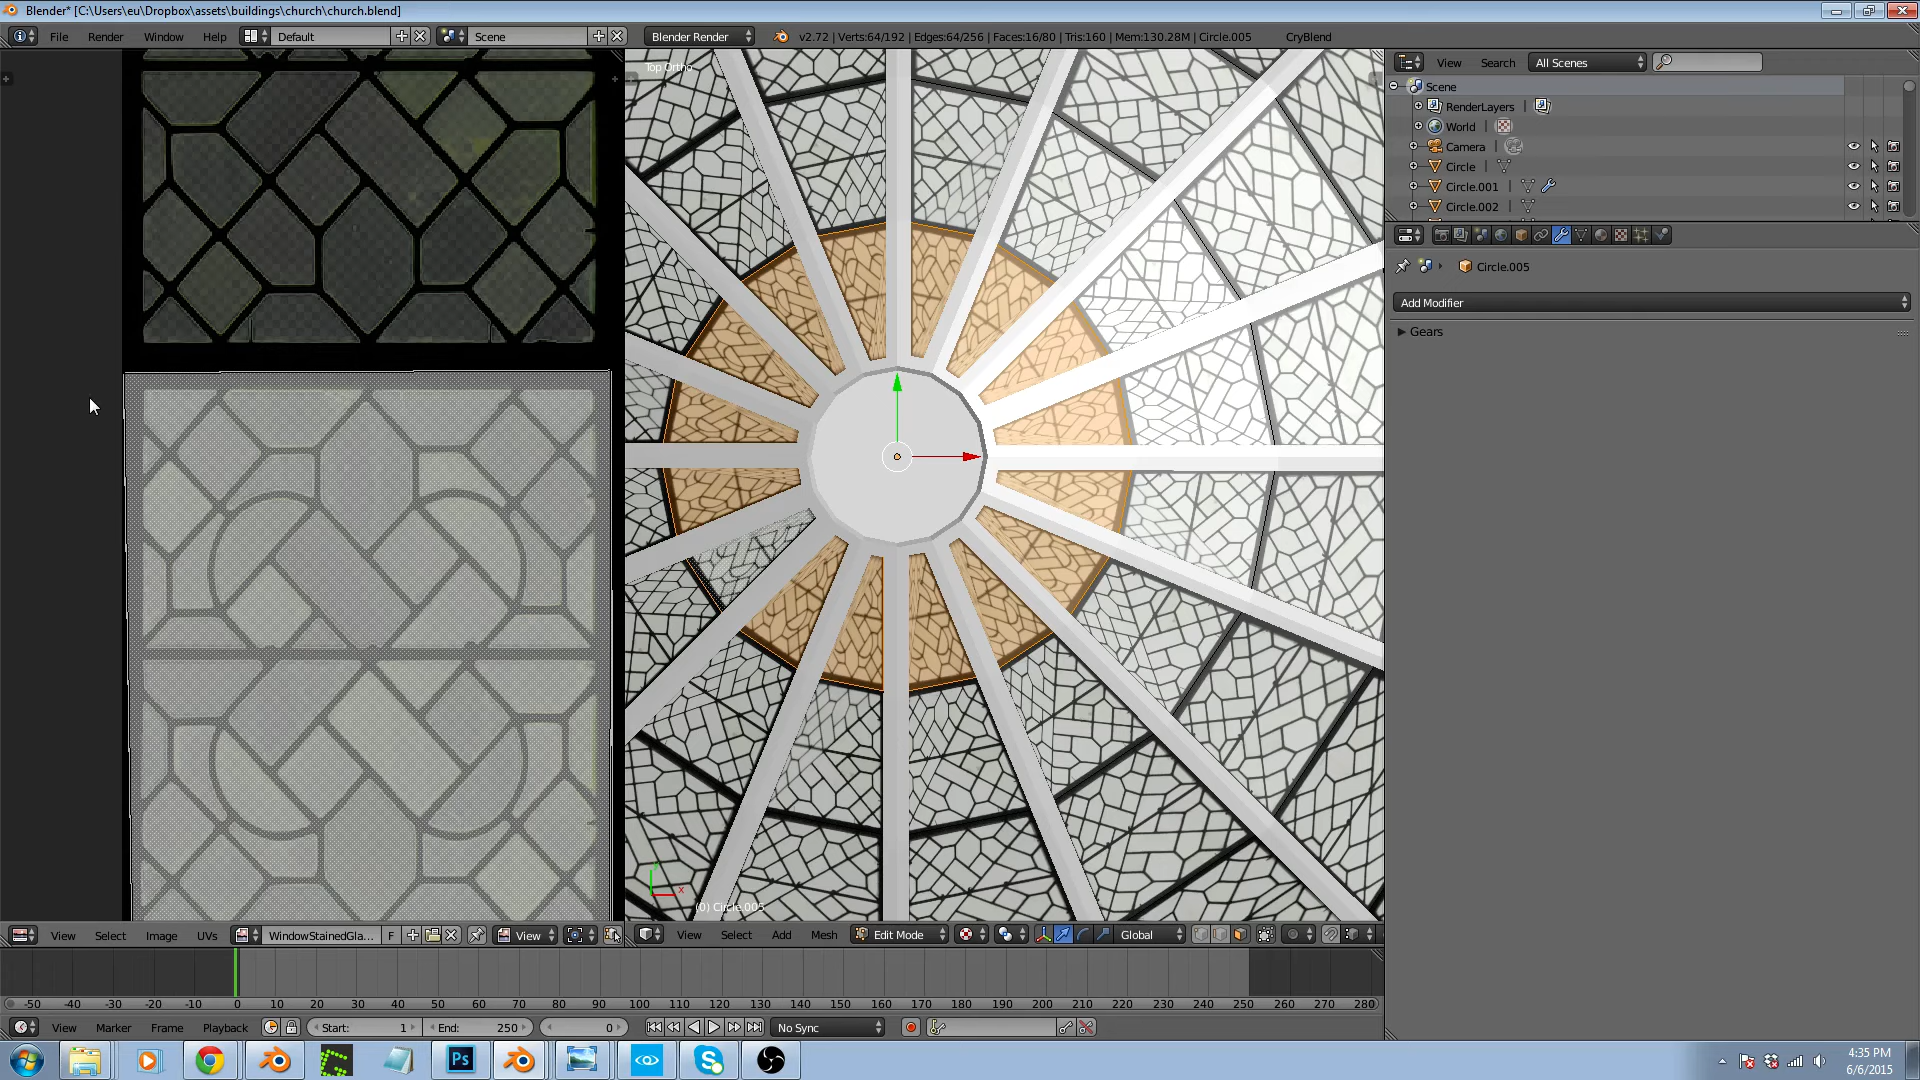 Blender* [C:\Users\eu\Dropbox\assets\buildings\church\church.blend]
File Render Window Help Default Scene Blender Render v2.72 | Verts:64/192 | Edges:64/256 | Faces:16/80 | Tris:160 | Mem:130.28M | Circle.005 CryBlend
Top Ortho
View Search All Scenes
Scene
RenderLayers |
World |
Camera |
Circle |
Circle.001 |
Circle.002 |
Circle.005
Add Modifier
Gears
x
(0) Circle.005
View Select Image UVs WindowStainedGla... F View
View Select Add Mesh Edit Mode Global
-50 -40 -30 -20 -10 0 10 20 30 40 50 60 70 80 90 100 110 120 130 140 150 160 170 180 190 200 210 220 230 240 250 260 270 280
View Marker Frame Playback Start: 1 End: 250 0 No Sync
Ps
4:35 PM
6/6/2015